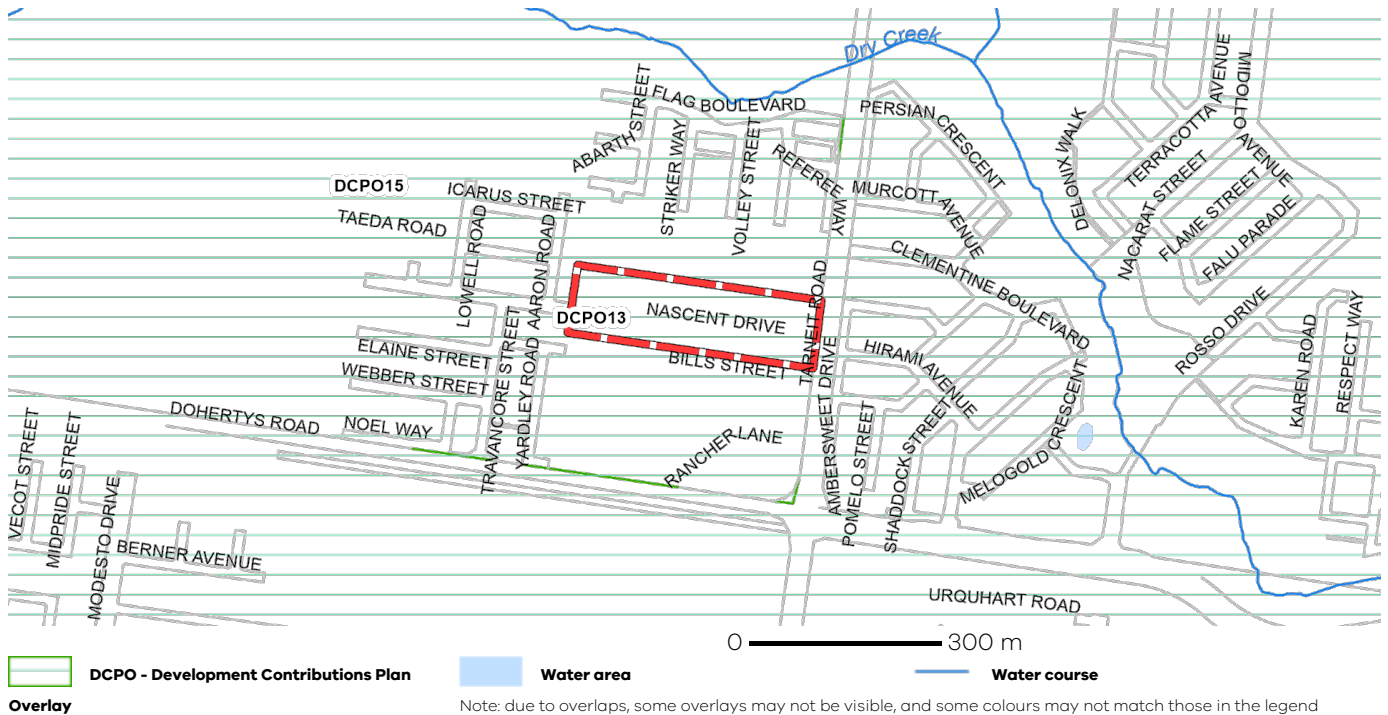 Dry Creek
FLAG BOULEVARD
PERSIAN CRESCENT
ABARTH STREET
STRIKER WAY
VOLLEY STREET
REFEREE WAY
MURCOTT AVENUE
DELONIX WALK
TERRACOTTA AVENUE
MIDOLLO AVENUE
NACARAT STREET
FLAME STREET
FALU PARADE
DCPO15
ICARUS STREET
TAEDA ROAD
LOWELL ROAD
AARON ROAD
CLEMENTINE BOULEVARD
DCPO13
NASCENT DRIVE
TARNEIT ROAD
ROSSO DRIVE
KAREN ROAD
RESPECT WAY
ELAINE STREET
WEBBER STREET
TRAVANCORE STREET
YARDLEY ROAD
BILLS STREET
AMBERSWEET DRIVE
HIRAMI AVENUE
DOHERTYS ROAD
NOEL WAY
RANCHER LANE
POMELO STREET
SHADDOCK STREET
MELOGOLD CRESCENT
VECOT STREET
MIDPRIDE STREET
MODESTO DRIVE
BERNER AVENUE
URQUHART ROAD
0 300 m
DCPO - Development Contributions Plan
Overlay
Water area
Water course
Note: due to overlaps, some overlays may not be visible, and some colours may not match those in the legend